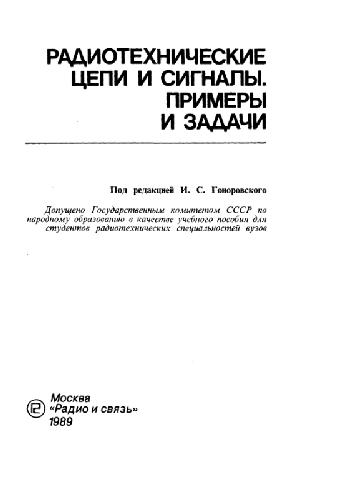 РАДИОТЕХНИЧЕСКИЕ
ЦЕПИ И СИГНАЛЫ.
ПРИМЕРЫ
И ЗАДАЧИ
Под редакцией И. С. Гоноровского
Допущено Государственным комитетом СССР по
народному образованию в качестве учебного пособия для
студентов радиотехнических специальностей вузов
Москва
«Радио и связь»
1989